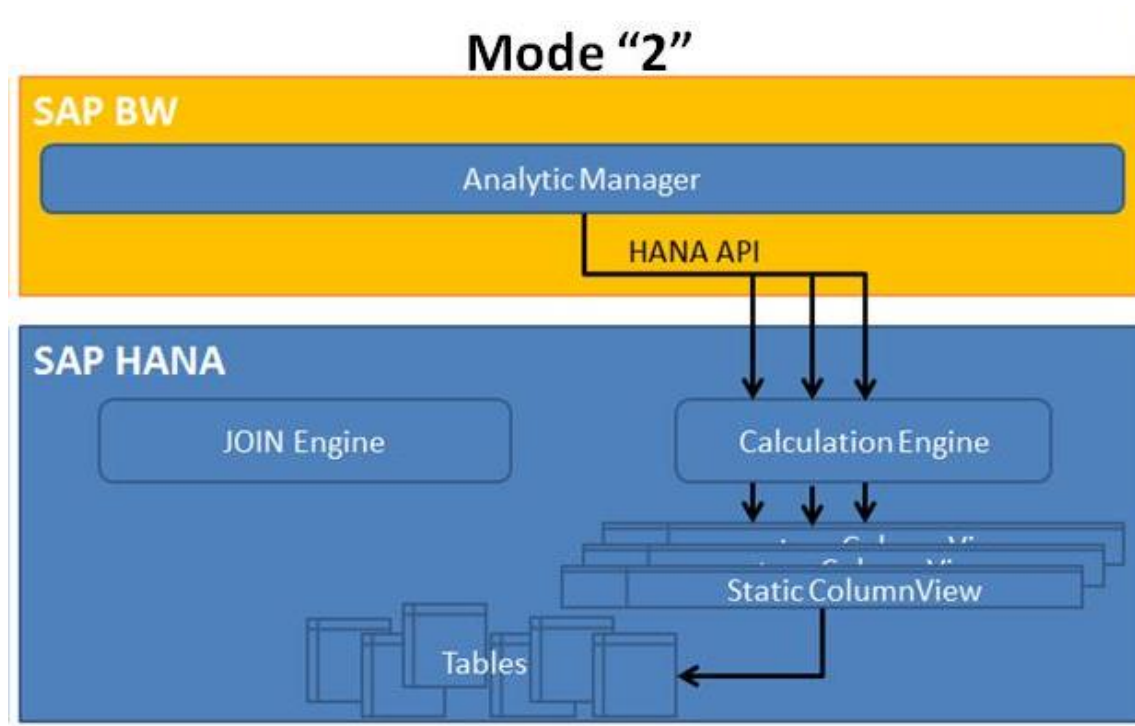 Mode “2”
SAP BW
Analytic Manager
HANA API
SAP HANA
JOIN Engine
Calculation Engine
Static ColumnView
Tables